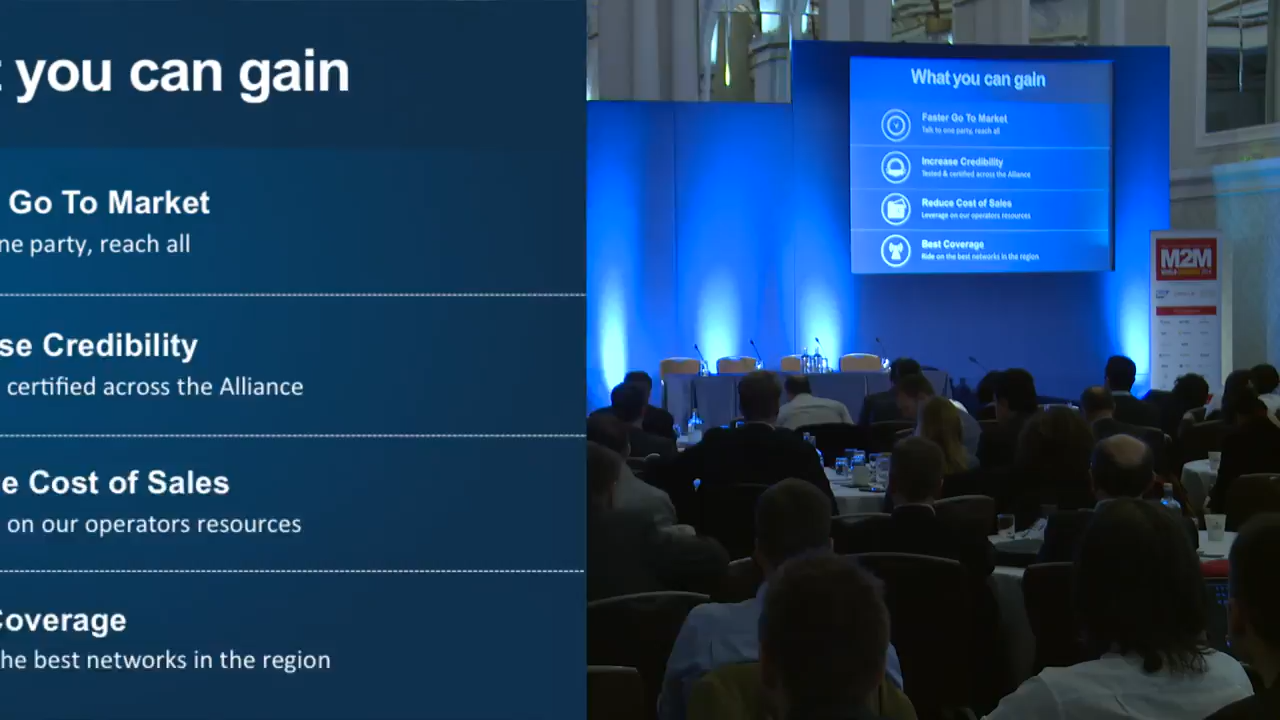 you can gain
Go To Market
ne party, reach all
se Credibility
certified across the Alliance
e Cost of Sales
on our operators resources
Coverage
he best networks in the region
What you can gain
Faster Go To Market
Talk to one party, reach all
Increase Credibility
Tested & certified across the Alliance
Reduce Cost of Sales
Leverage on our operators resources
Best Coverage
Ride on the best networks in the region
M2M